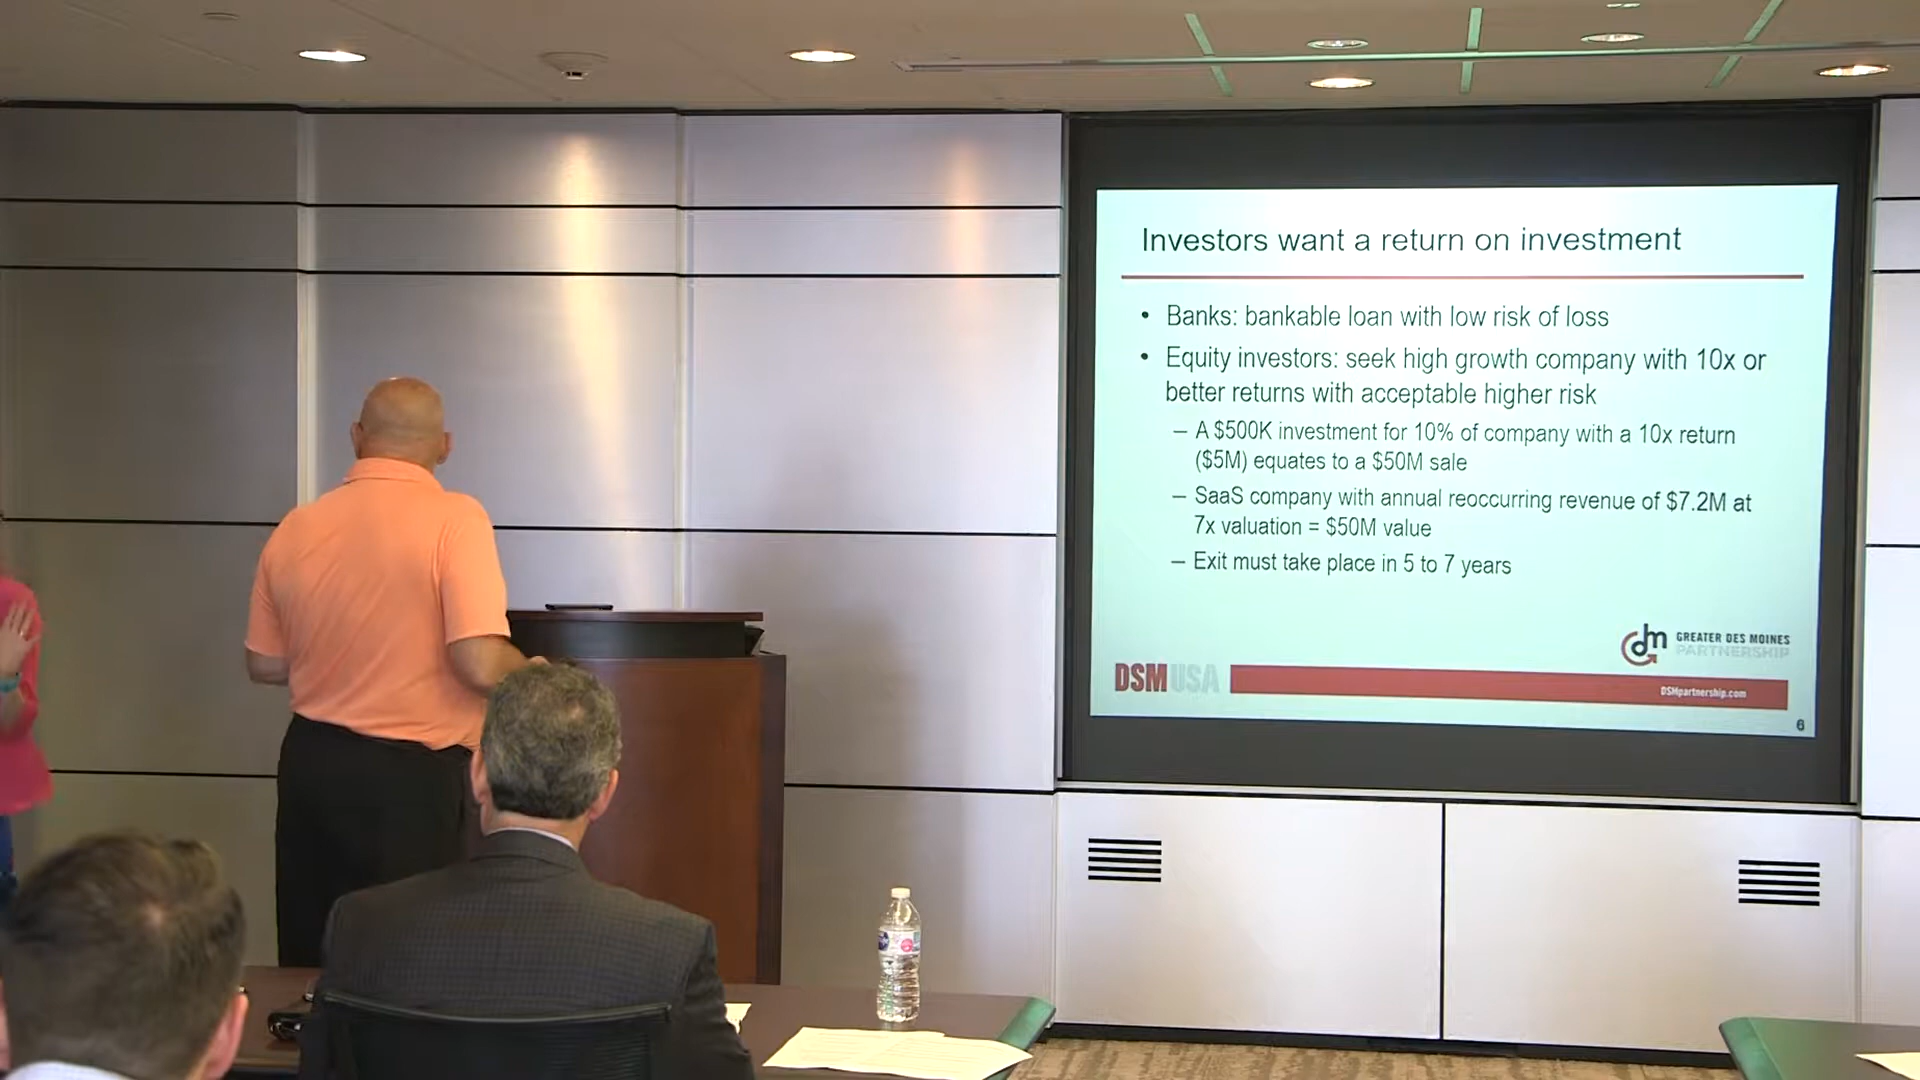 Investors want a return on investment
• Banks: bankable loan with low risk of loss
• Equity investors: seek high growth company with 10x or
better returns with acceptable higher risk
– A $500K investment for 10% of company with a 10x return
($5M) equates to a $50M sale
– SaaS company with annual reoccurring revenue of $7.2M at
7x valuation = $50M value
– Exit must take place in 5 to 7 years
dm GREATER DES MOINES
PARTNERSHIP
DSM USA
DSMpartnership.com
6